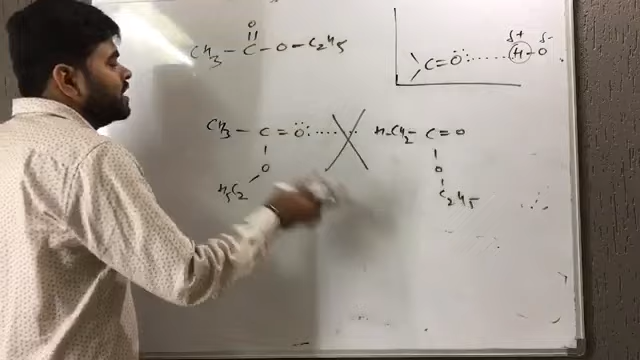 O
CH₃ — C — O — C₂H₅
δ+ δ-
C = O ........ H - O
CH₃ — C = O ........ H-CH₂ — C = O
O
H₅C₂
O
C₂H₅